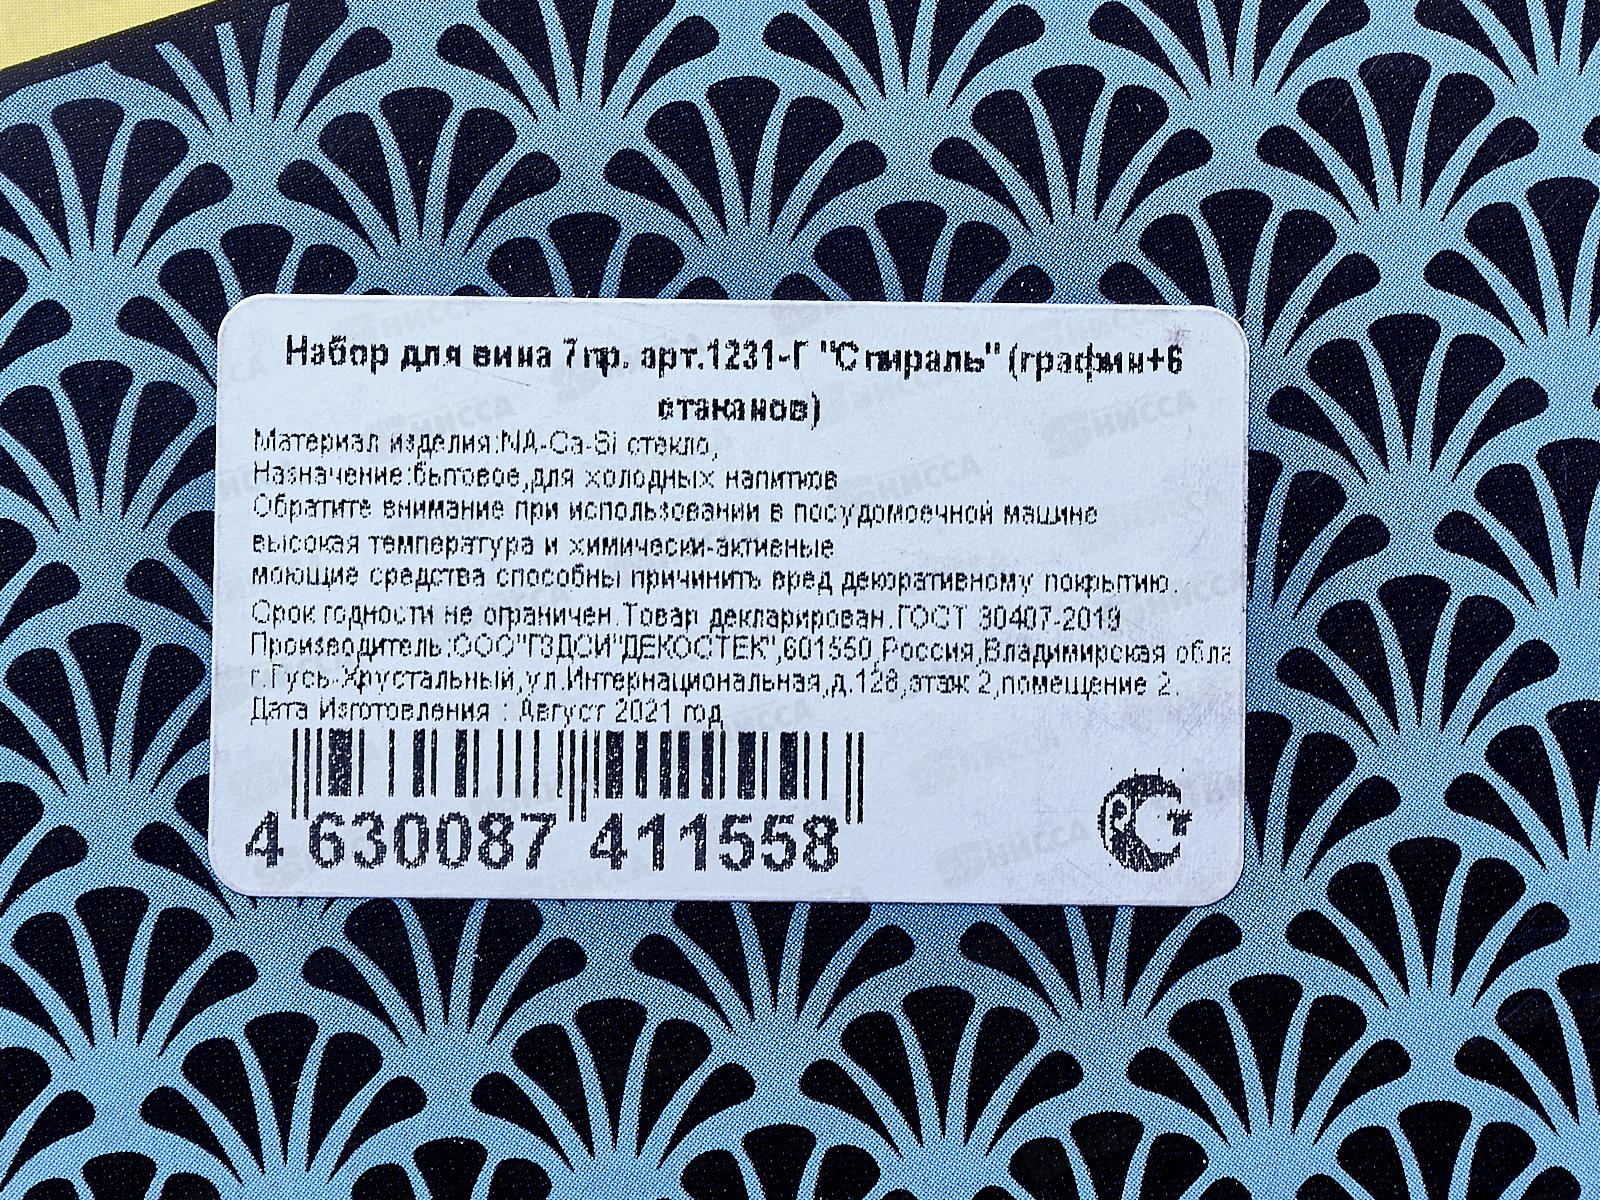 Набор для вина 7пр. арт.1231-Г "Спираль" (графин+6
стаканов)
Материал изделия:NA-Ca-Si стекло,
Назначение:бытовое,для холодных напитков
Обратите внимание при использовании в посудомоечной машине
высокая температура и химически-активные
моющие средства способны причинить вред декоративному покрытию.
Срок годности не ограничен.Товар декларирован.ГОСТ 30407-2019
Производитель:ООО"ГЗДСИ"ДЕКОСТЕК",601550,Россия,Владимирская обла
г.Гусь-Хрустальный,ул.Интернациональная,д.128,этаж 2,помещение 2.
Дата Изготовления : Август 2021 год
4 630087 411558
НИССА